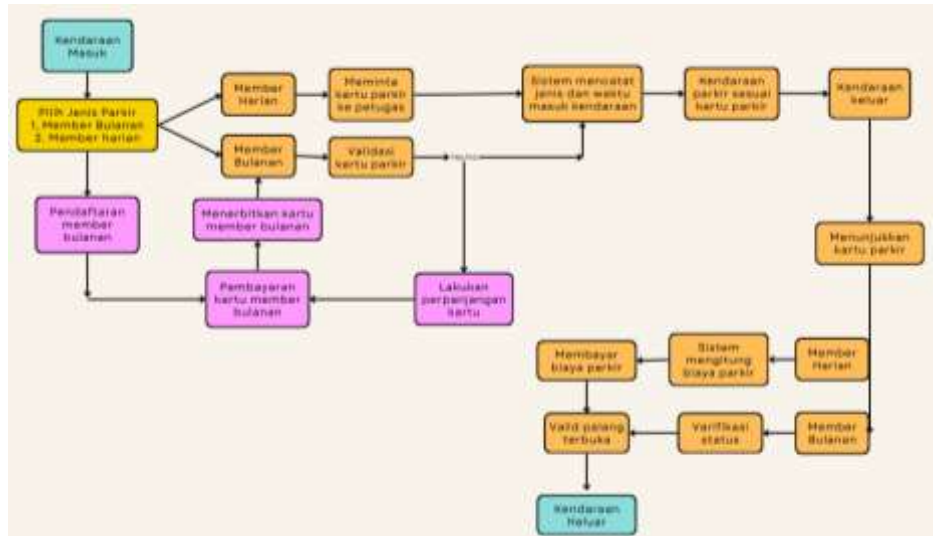 Kendaraan
Masuk
Pilih Jenis Parkir
1. Member Bulanan
2. Member harian
Member
Harian
Meminta
kartu parkir
ke petugas
Sistem mencatat
jenis dan waktu
masuk kendaraan
Kendaraan
parkir sesuai
kartu parkir
Kendaraan
keluar
Member
Bulanan
Validasi
kartu parkir
Pendaftaran
member
bulanan
Menerbitkan kartu
member bulanan
Pembayaran
kartu member
bulanan
Lakukan
perpanjangan
kartu
Menunjukkan
kartu parkir
Membayar
biaya parkir
Sistem
mengitung
biaya parkir
Member
Harian
Valid palang
terbuka
Varifikasi
status
Member
Bulanan
Kendaraan
Keluar